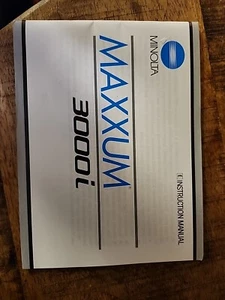 MINOLTA
MAXXUM
3000i
E INSTRUCTION MANUAL